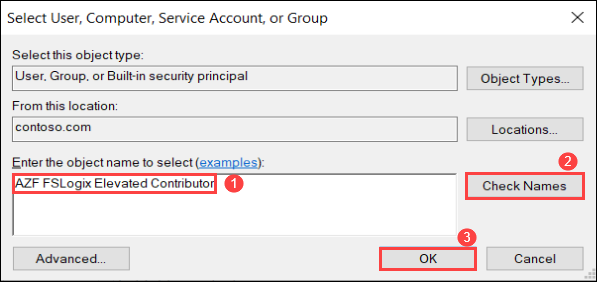 Select User, Computer, Service Account, or Group
Select this object type:
User, Group, or Built-in security principal
Object Types...
From this location:
contoso.com
Locations...
Enter the object name to select (examples):
2
AZF FSLogix Elevated Contributor
1
Check Names
3
Advanced...
OK
Cancel